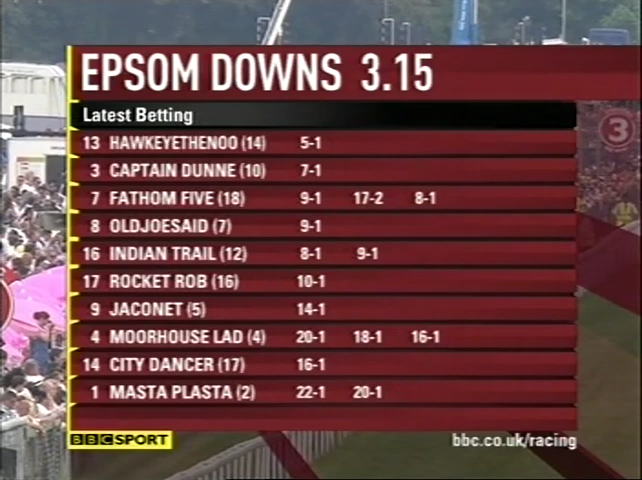 EPSOM DOWNS 3.15
Latest Betting
13 HAWKEYETHENOO (14) 5-1
3 CAPTAIN DUNNE (10) 7-1
7 FATHOM FIVE (18) 9-1 17-2 8-1
8 OLDJOESAID (7) 9-1
16 INDIAN TRAIL (12) 8-1 9-1
17 ROCKET ROB (16) 10-1
9 JACONET (5) 14-1
4 MOORHOUSE LAD (4) 20-1 18-1 16-1
14 CITY DANCER (17) 16-1
1 MASTA PLASTA (2) 22-1 20-1
BBC SPORT
bbc.co.uk/racing
3